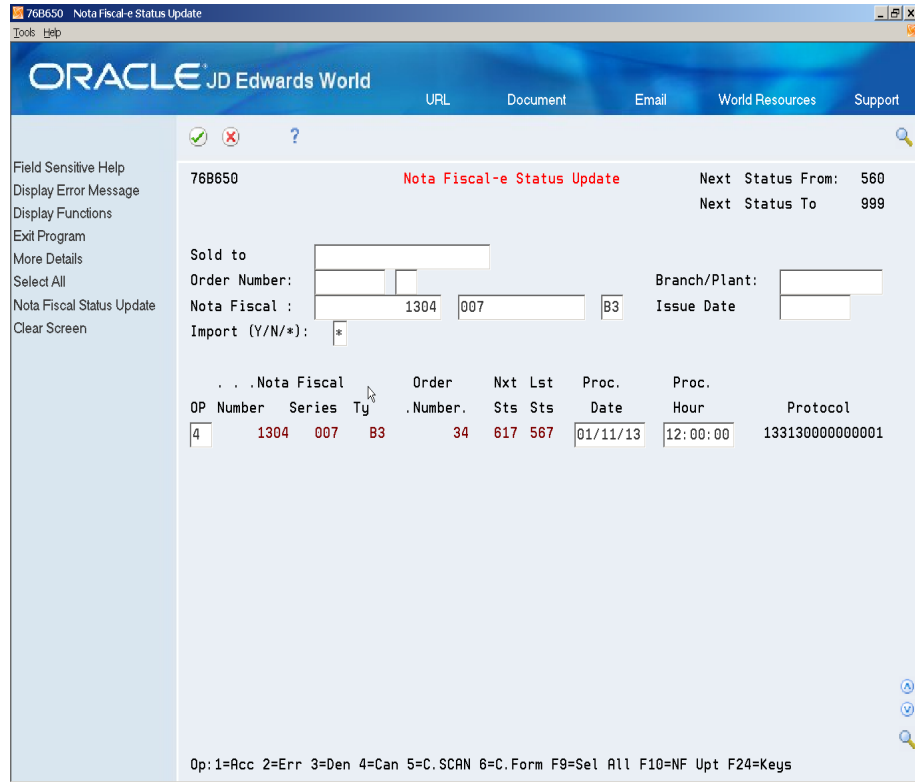 76B650 Nota Fiscal-e Status Update
Tools Help
ORACLE JD Edwards World
URL Document Email World Resources Support
?
Field Sensitive Help
Display Error Message
Display Functions
Exit Program
More Details
Select All
Nota Fiscal Status Update
Clear Screen
76B650 Nota Fiscal-e Status Update Next Status From: 560
Next Status To 999
Sold to
Order Number: Branch/Plant:
Nota Fiscal : 1304 007 B3 Issue Date
Import (Y/N/*): *
. . .Nota Fiscal Order Nxt Lst Proc. Proc.
OP Number Series Ty .Number. Sts Sts Date Hour Protocol
4 1304 007 B3 34 617 567 01/11/13 12:00:00 133130000000001
Op:1=Acc 2=Err 3=Den 4=Can 5=C.SCAN 6=C.Form F9=Sel All F10=NF Upt F24=Keys